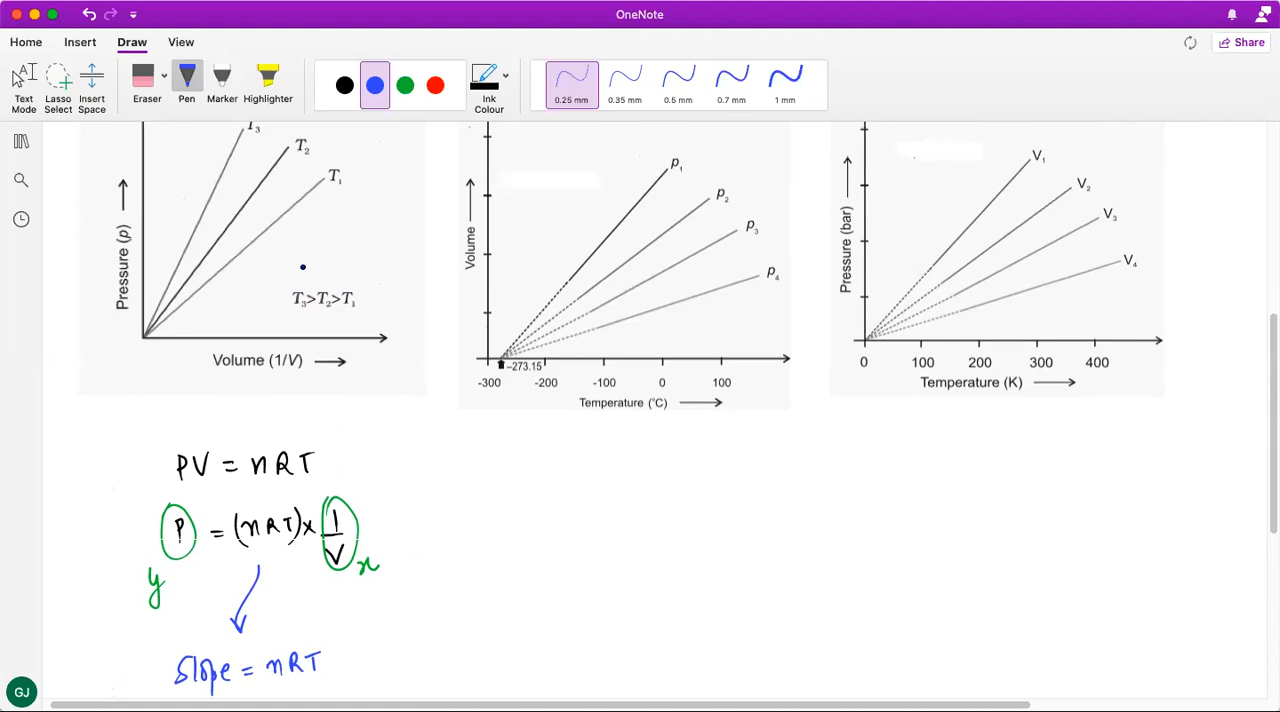 OneNote
Home Insert Draw View
Share
Text Mode
Lasso Select
Insert Space
Eraser
Pen
Marker
Highlighter
Ink Colour
0.25 mm
0.35 mm
0.5 mm
0.7 mm
1 mm
Pressure (p)
T3
T2
T1
T3>T2>T1
Volume (1/V)
Volume
p1
p2
p3
p4
-273.15
-300 -200 -100 0 100
Temperature (°C)
Pressure (bar)
V1
V2
V3
V4
0 100 200 300 400
Temperature (K)
PV = nRT
P = (nRT) × 1/V
y x
Slope = nRT
GJ